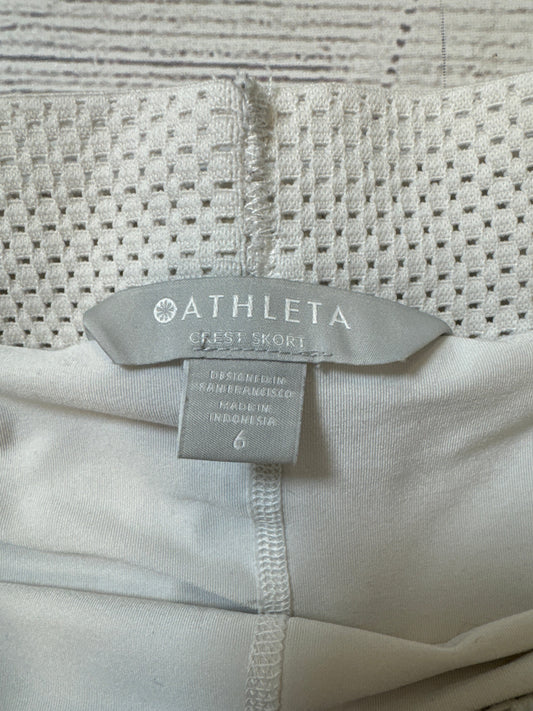 ATHLETA
CREST SKORT
DESIGNED IN
SAN FRANCISCO
MADE IN
INDONESIA
6